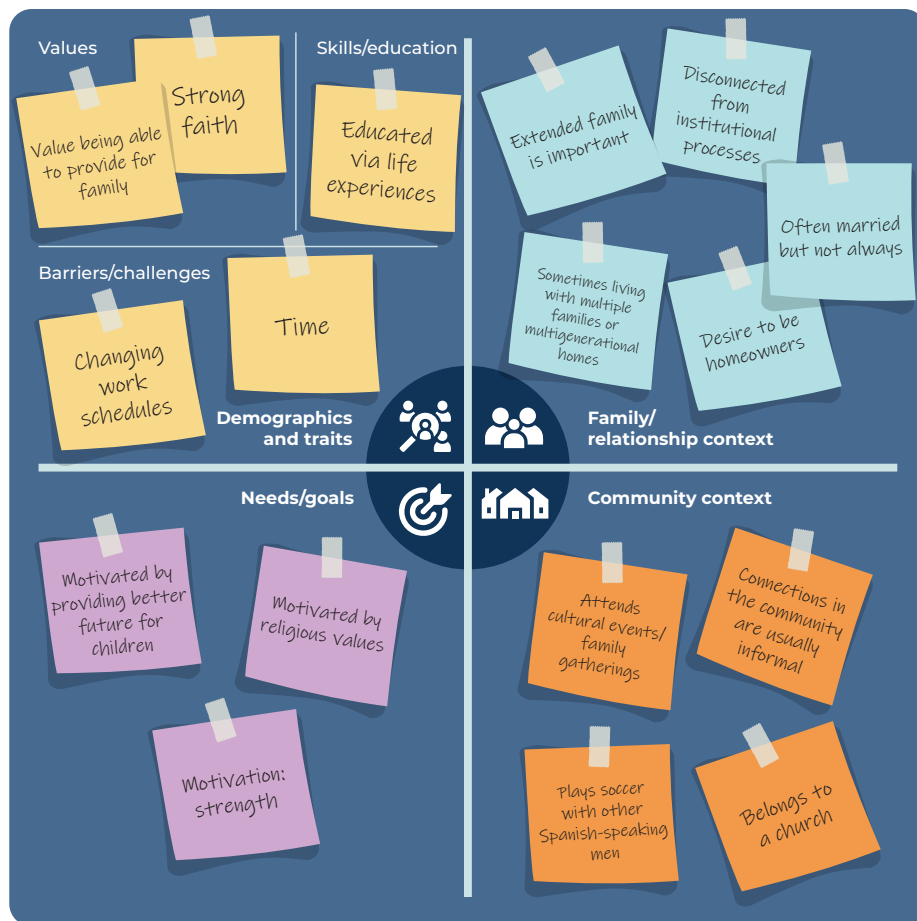 Values
Value being able
to provide for
family
Strong
faith
Skills/education
Educated
via life
experiences
Barriers/challenges
Changing
work
schedules
Time
Demographics
and traits
Extended family
is important
Disconnected
from
institutional
processes
Often married
but not always
Sometimes living
with multiple
families or
multigenerational
homes
Desire to be
homeowners
Family/
relationship context
Needs/goals
Motivated by
providing better
future for
children
Motivated by
religious values
Motivation:
strength
Community context
Attends
cultural events/
family
gatherings
Connections in
the community
are usually
informal
Plays soccer
with other
Spanish-speaking
men
Belongs to
a church